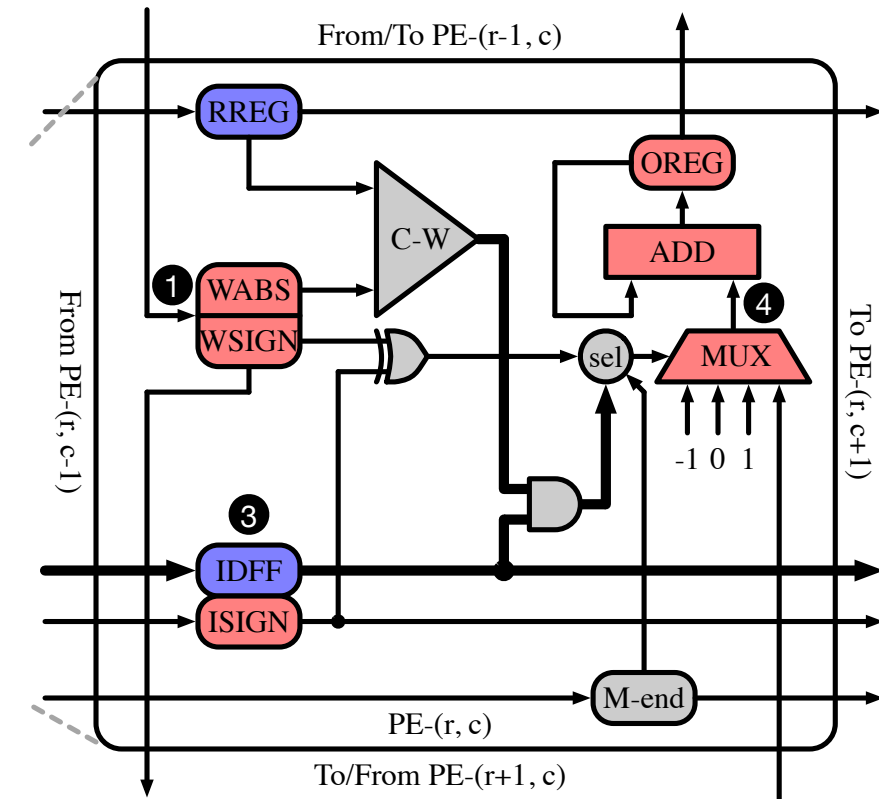 From/To PE-(r-1, c)
RREG
OREG
C-W
ADD
1
WABS
WSIGN
4
sel
MUX
-1 0 1
From PE-(r, c-1)
To PE-(r, c+1)
3
IDFF
ISIGN
M-end
PE-(r, c)
To/From PE-(r+1, c)